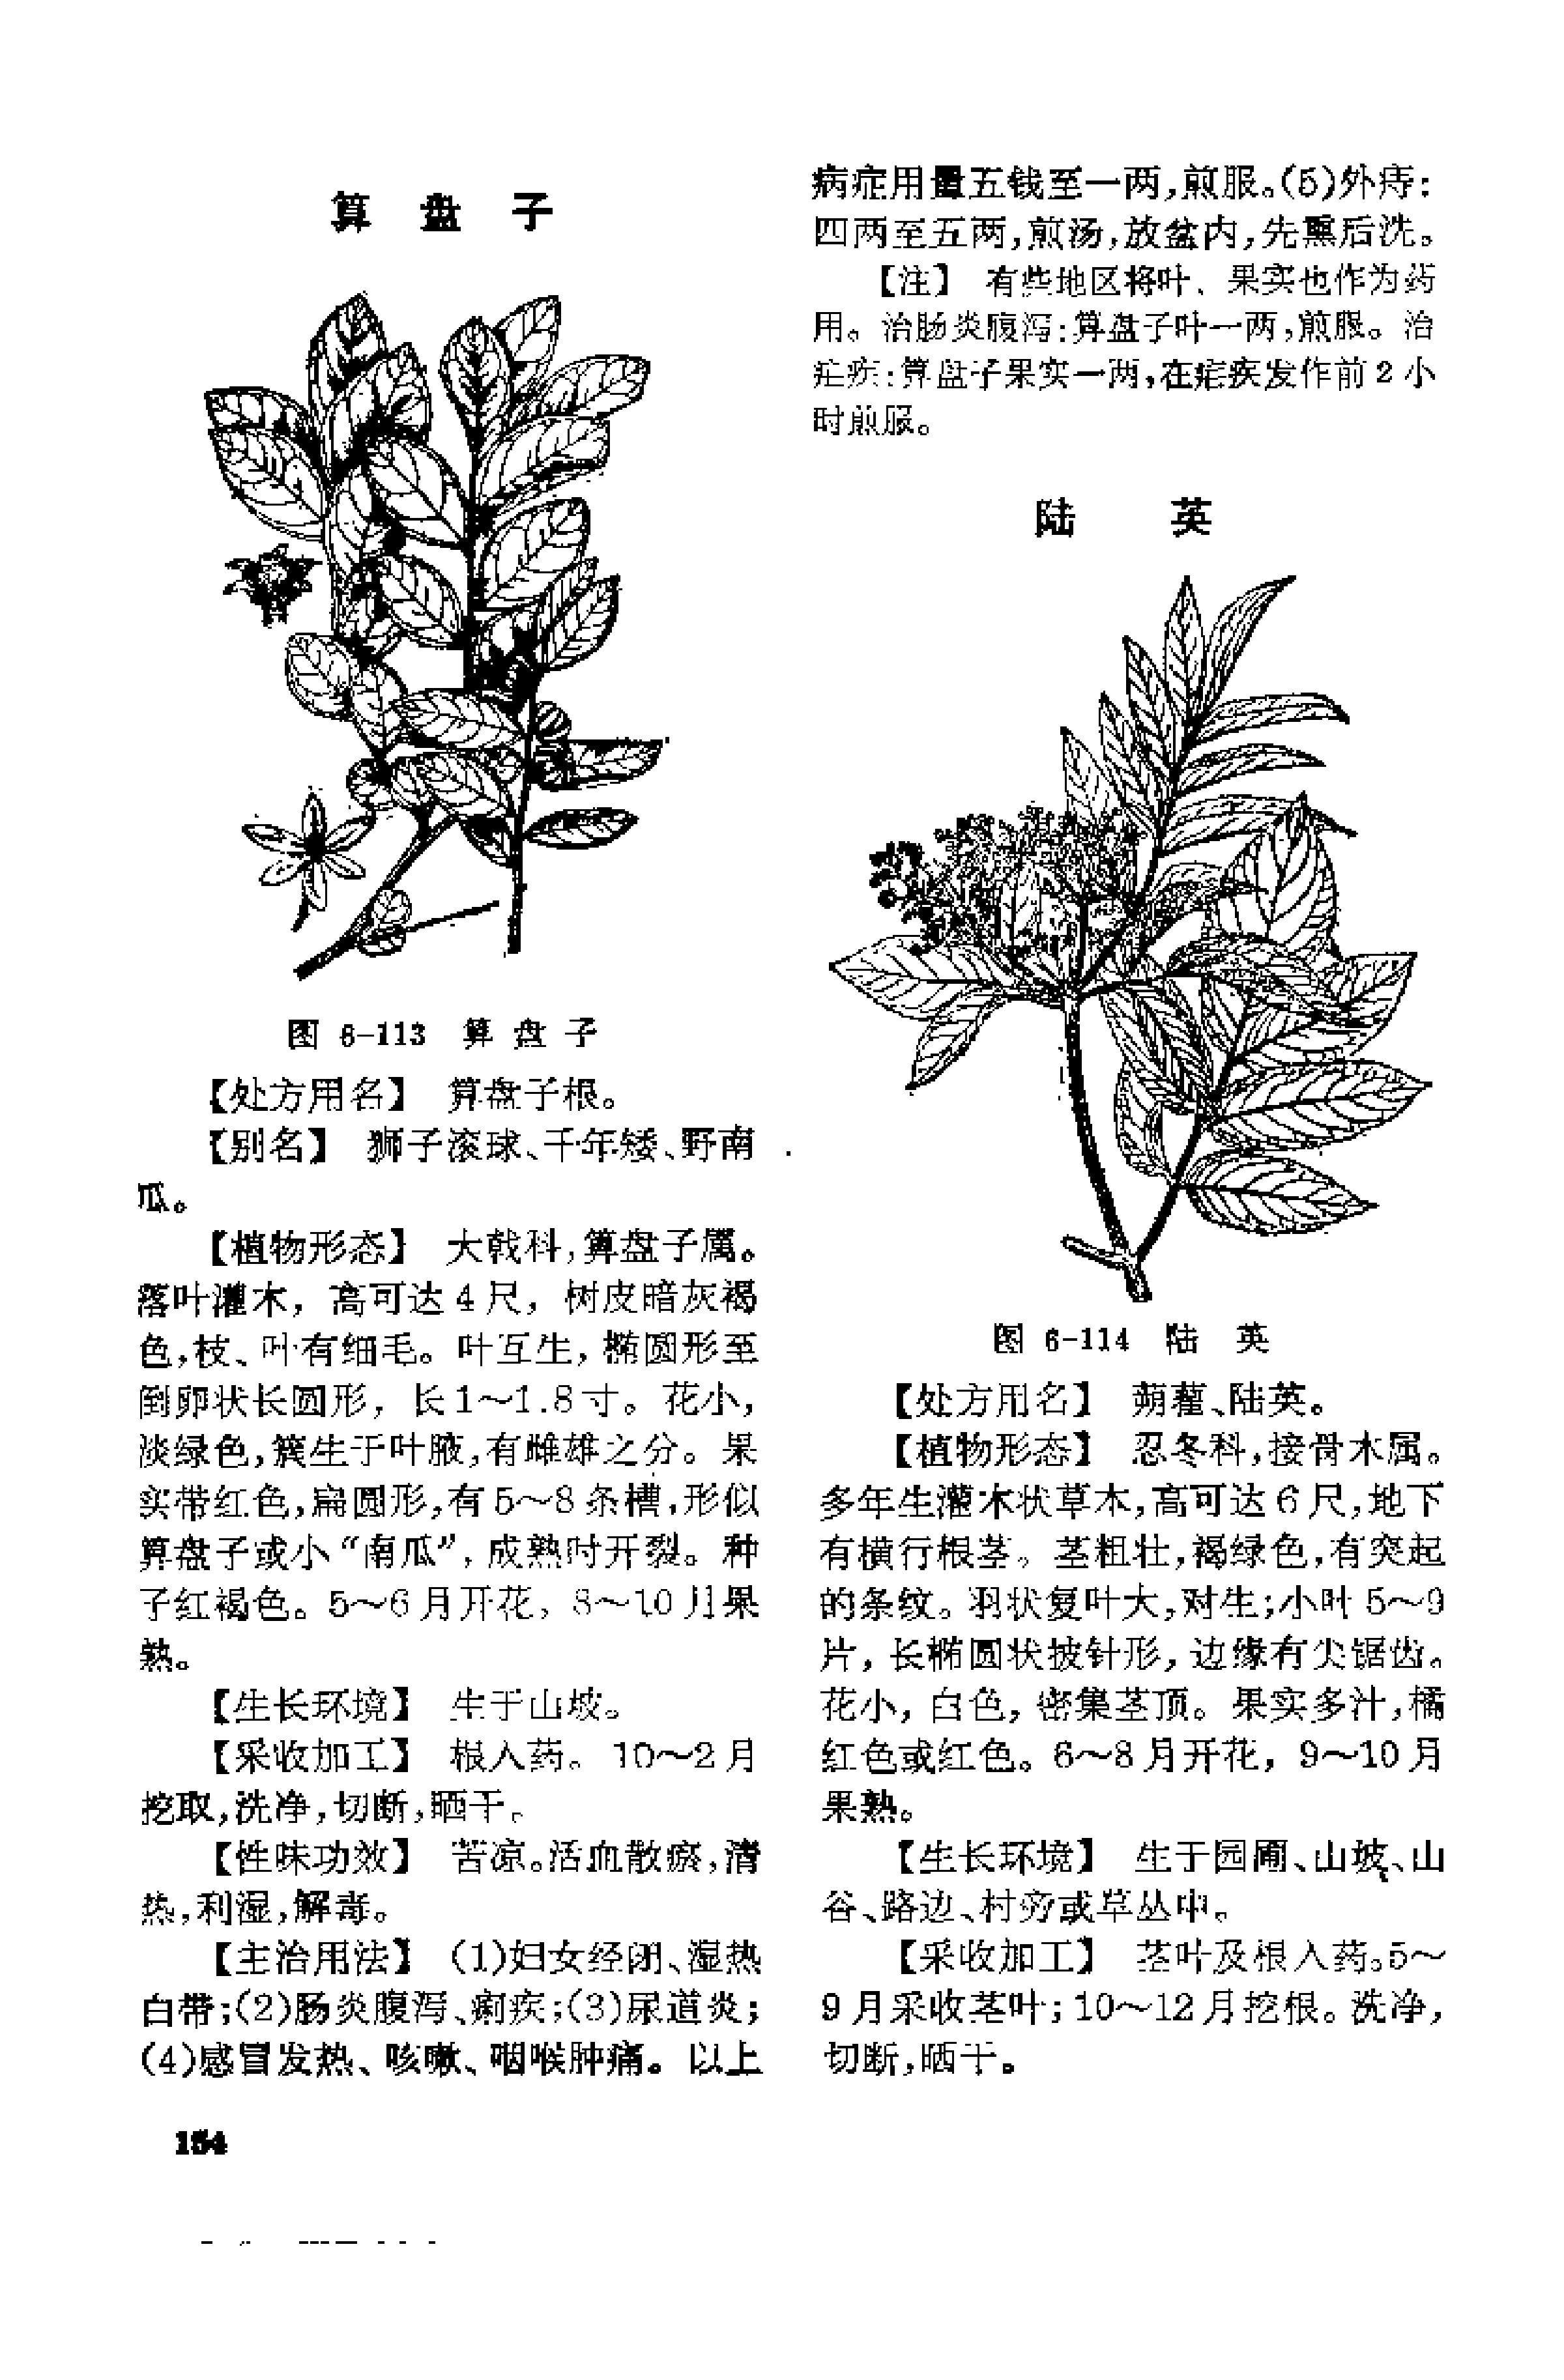 算盘子
图 6-113 算盘子
【处方用名】 算盘子根。
【别名】 狮子滚球、千年矮、野南
瓜。
【植物形态】 大戟科,算盘子属。
落叶灌木,高可达4尺,树皮暗灰褐
色,枝、叶有细毛。叶互生,椭圆形至
倒卵状长圆形,长1~1.8寸。花小,
淡绿色,簇生于叶腋,有雌雄之分。果
实带红色,扁圆形,有5~8条槽,形似
算盘子或小“南瓜”,成熟时开裂。种
子红褐色。5~6月开花,8~10月果
熟。
【生长环境】 生于山坡。
【采收加工】 根入药。10~2月
挖取,洗净,切断,晒干。
【性味功效】 苦凉。活血散瘀,清
热,利湿,解毒。
【主治用法】 (1)妇女经闭、湿热
白带;(2)肠炎腹泻、痢疾;(3)尿道炎;
(4)感冒发热、咳嗽、咽喉肿痛。以上
病症用量五钱至一两,煎服。(5)外痔:
四两至五两,煎汤,放盆内,先熏后洗。
【注】 有些地区将叶、果实也作为药
用。治肠炎腹泻:算盘子叶一两,煎服。治
疟疾:算盘子果实一两,在疟疾发作前2小
时煎服。
陆英
图 6-114 陆英
【处方用名】 蒴藋、陆英。
【植物形态】 忍冬科,接骨木属。
多年生灌木状草本,高可达6尺,地下
有横行根茎。茎粗壮,褐绿色,有突起
的条纹。羽状复叶大,对生;小叶5~9
片,长椭圆状披针形,边缘有尖锯齿。
花小,白色,密集茎顶。果实多汁,橘
红色或红色。6~8月开花,9~10月
果熟。
【生长环境】 生于园圃、山坡、山
谷、路边、村旁或草丛中。
【采收加工】 茎叶及根入药。5~
9月采收茎叶;10~12月挖根。洗净,
切断,晒干。
154